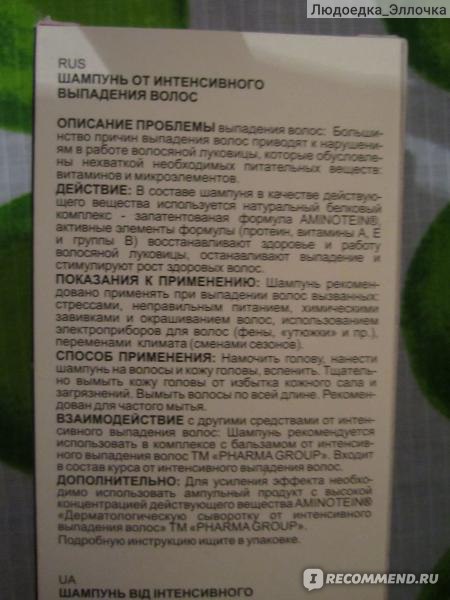 Людоедка_Эллочка
RUS
ШАМПУНЬ ОТ ИНТЕНСИВНОГО
ВЫПАДЕНИЯ ВОЛОС
ОПИСАНИЕ ПРОБЛЕМЫ выпадения волос: Большин-
ство причин выпадения волос приводят к нарушени-
ям в работе волосяной луковицы, которые обусловле-
ны нехваткой необходимых питательных веществ:
витаминов и микроэлементов.
ДЕЙСТВИЕ: В составе шампуня в качестве действую-
щего вещества используется натуральный белковый
комплекс - запатентованая формула AMINOTEIN®,
активные элементы формулы (протеин, витамины А, Е
и группы В) восстанавливают здоровье и работу
волосяной луковицы, останавливают выпадение и
стимулируют рост здоровых волос.
ПОКАЗАНИЯ К ПРИМЕНЕНИЮ: Шампунь рекомен-
довано применять при выпадении волос вызванных:
стрессами, неправильным питанием, химическими
завивками и окрашиванием волос, использованием
электроприборов для волос (фены, «утюжки» и пр.),
переменами климата (сменами сезонов).
СПОСОБ ПРИМЕНЕНИЯ: Намочить голову, нанести
шампунь на волосы и кожу головы, вспенить. Тщатель-
но вымыть кожу головы от избытка кожного сала и
загрязнений. Вымыть волосы по всей длине. Рекомен-
дован для частого мытья.
ВЗАИМОДЕЙСТВИЕ с другими средствами от интен-
сивного выпадения волос: Шампунь рекомендуется
использовать в комплексе с бальзамом от интенсив-
ного выпадения волос ТМ «PHARMA GROUP». Входит
в состав курса от интенсивного выпадения волос.
ДОПОЛНИТЕЛЬНО: Для усиления эффекта необхо-
димо использовать ампульный продукт с высокой
концентрацией действующего вещества AMINOTEIN®
«Дерматологическую сыворотку от интенсивного
выпадения волос» ТМ «PHARMA GROUP».
Подробную инструкцию ищите в упаковке.
UA
ШАМПУНЬ ВІД ІНТЕНСИВНОГО
IRECOMMEND.RU